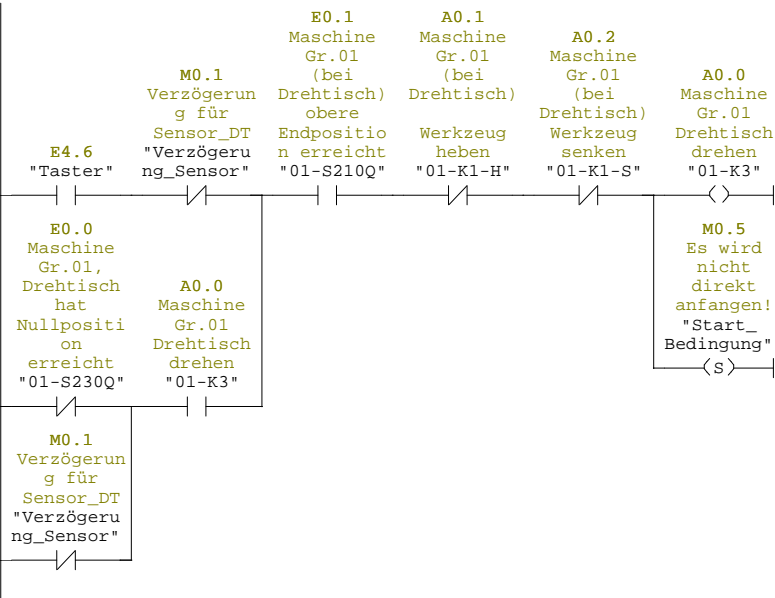 E4.6
"Taster"
M0.1
Verzögerun
g für
Sensor_DT
"Verzögeru
ng_Sensor"
E0.1
Maschine
Gr.01
(bei
Drehtisch)
obere
Endpositio
n erreicht
"01-S210Q"
A0.1
Maschine
Gr.01
(bei
Drehtisch)
Werkzeug
heben
"01-K1-H"
A0.2
Maschine
Gr.01
(bei
Drehtisch)
Werkzeug
senken
"01-K1-S"
A0.0
Maschine
Gr.01
Drehtisch
drehen
"01-K3"
E0.0
Maschine
Gr.01,
Drehtisch
hat
Nullpositi
on
erreicht
"01-S230Q"
A0.0
Maschine
Gr.01
Drehtisch
drehen
"01-K3"
M0.5
Es wird
nicht
direkt
anfangen!
"Start_
Bedingung"
S
M0.1
Verzögerun
g für
Sensor_DT
"Verzögeru
ng_Sensor"